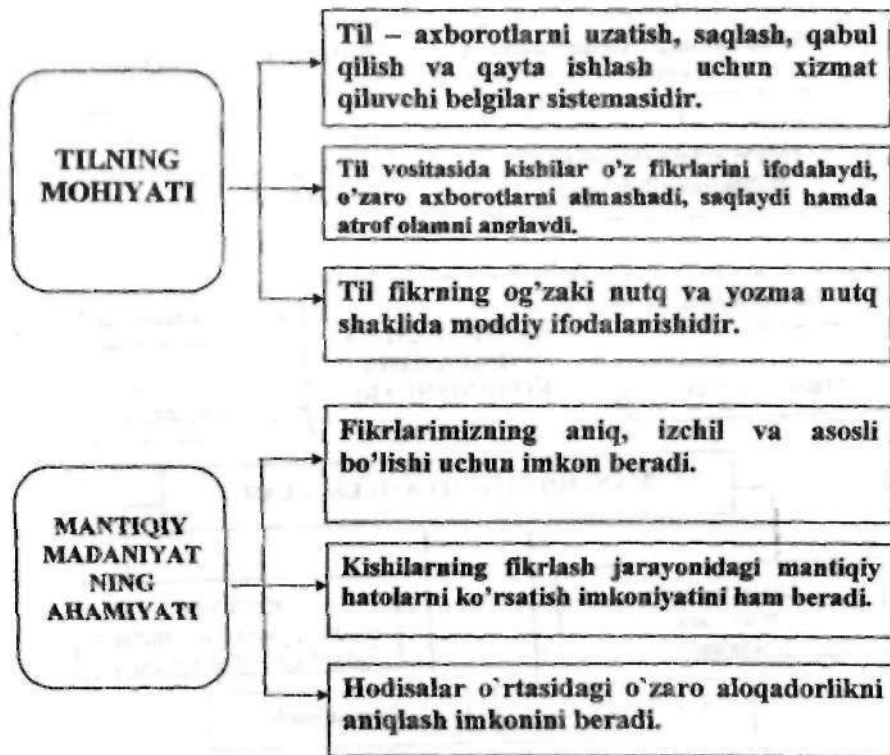 TILNING
MOHIYATI
Til – axborotlarni uzatish, saqlash, qabul
qilish va qayta ishlash uchun xizmat
qiluvchi belgilar sistemasidir.
Til vositasida kishilar o’z fikrlarini ifodalaydi,
o’zaro axborotlarni almashadi, saqlaydi hamda
atrof olamni anglaydi.
Til fikrning og’zaki nutq va yozma nutq
shaklida moddiy ifodalanishidir.
MANTIQIY
MADANIYAT
NING
AHAMIYATI
Fikrlarimizning aniq, izchil va asosli
bo’lishi uchun imkon beradi.
Kishilarning fikrlash jarayonidagi mantiqiy
hatolarni ko’rsatish imkoniyatini ham beradi.
Hodisalar o`rtasidagi o`zaro aloqadorlikni
aniqlash imkonini beradi.